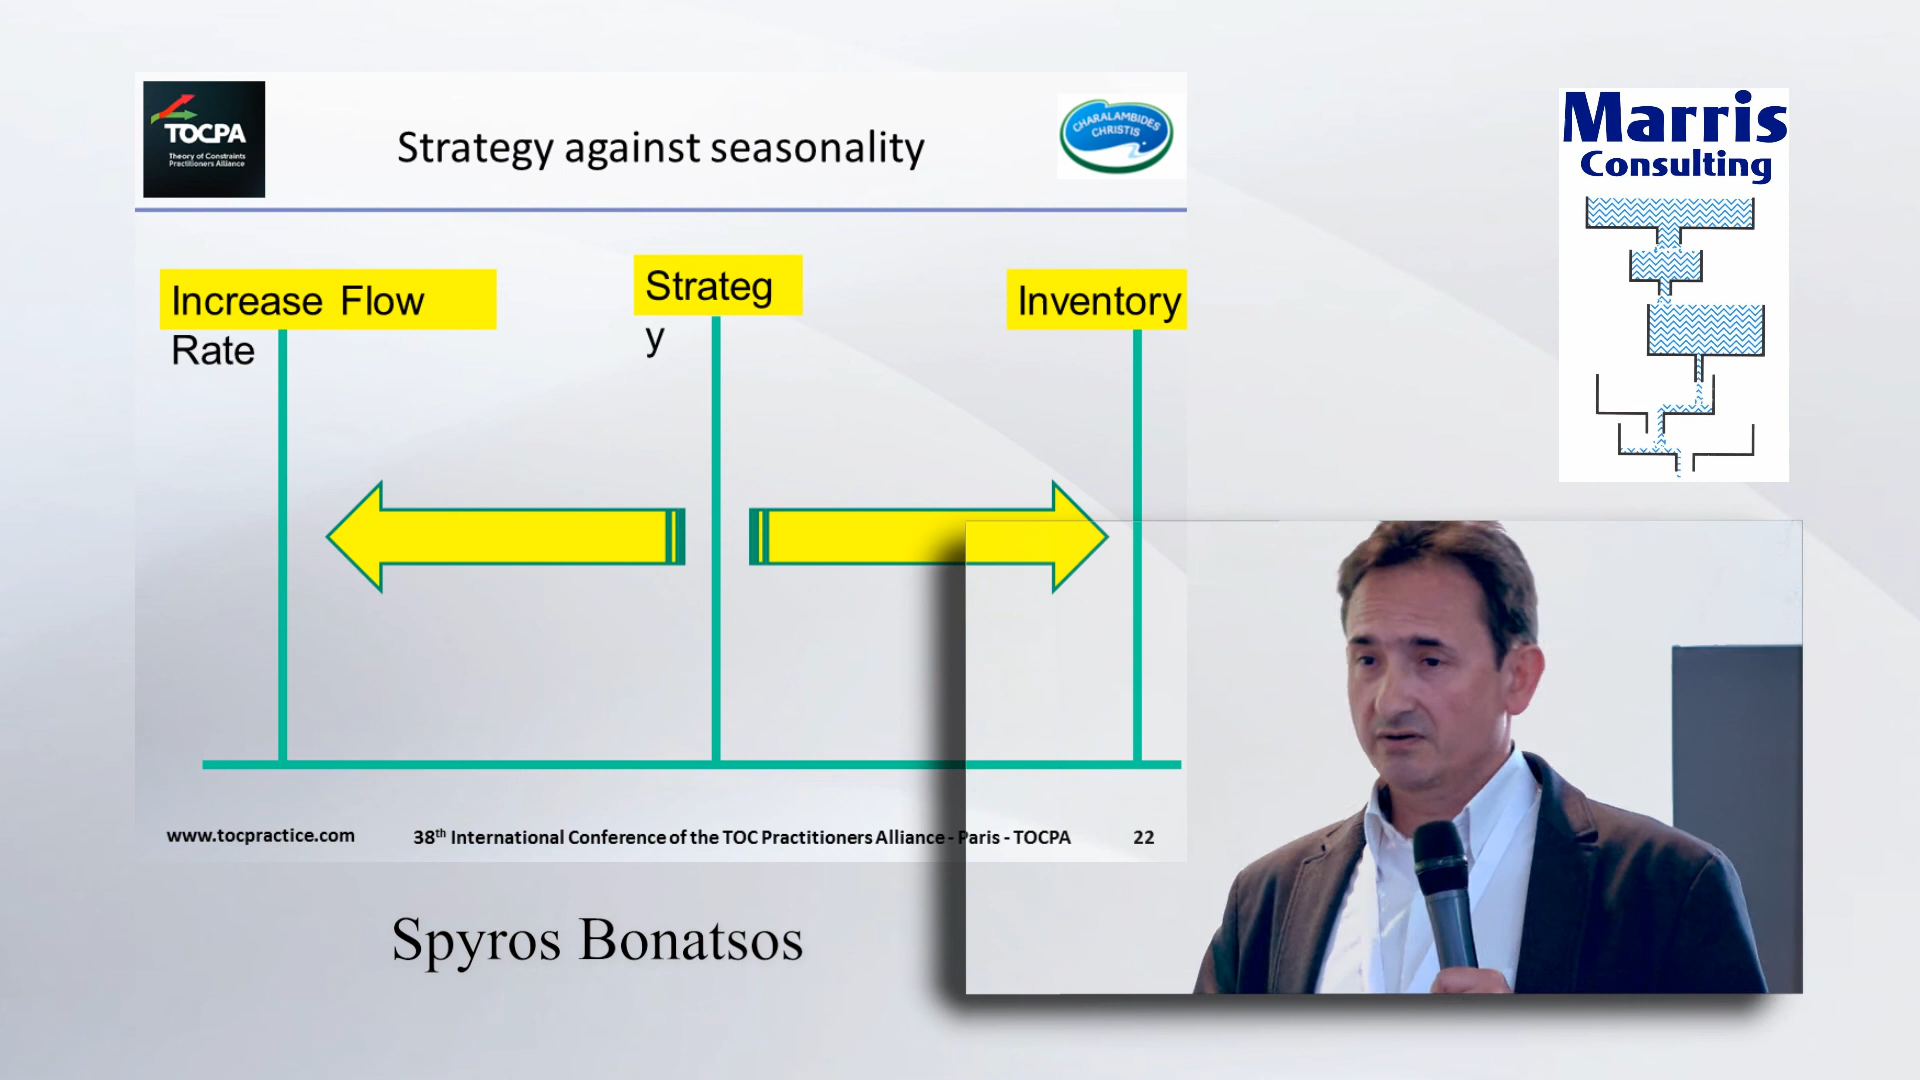 TOCPA
Theory of Constraints
Practitioners Alliance
Strategy against seasonality
CHARALAMBIDES
CHRISTIS
Marris
Consulting
Increase Flow
Rate
Strateg
y
Inventory
www.tocpractice.com
38th International Conference of the TOC Practitioners Alliance - Paris - TOCPA
22
Spyros Bonatsos